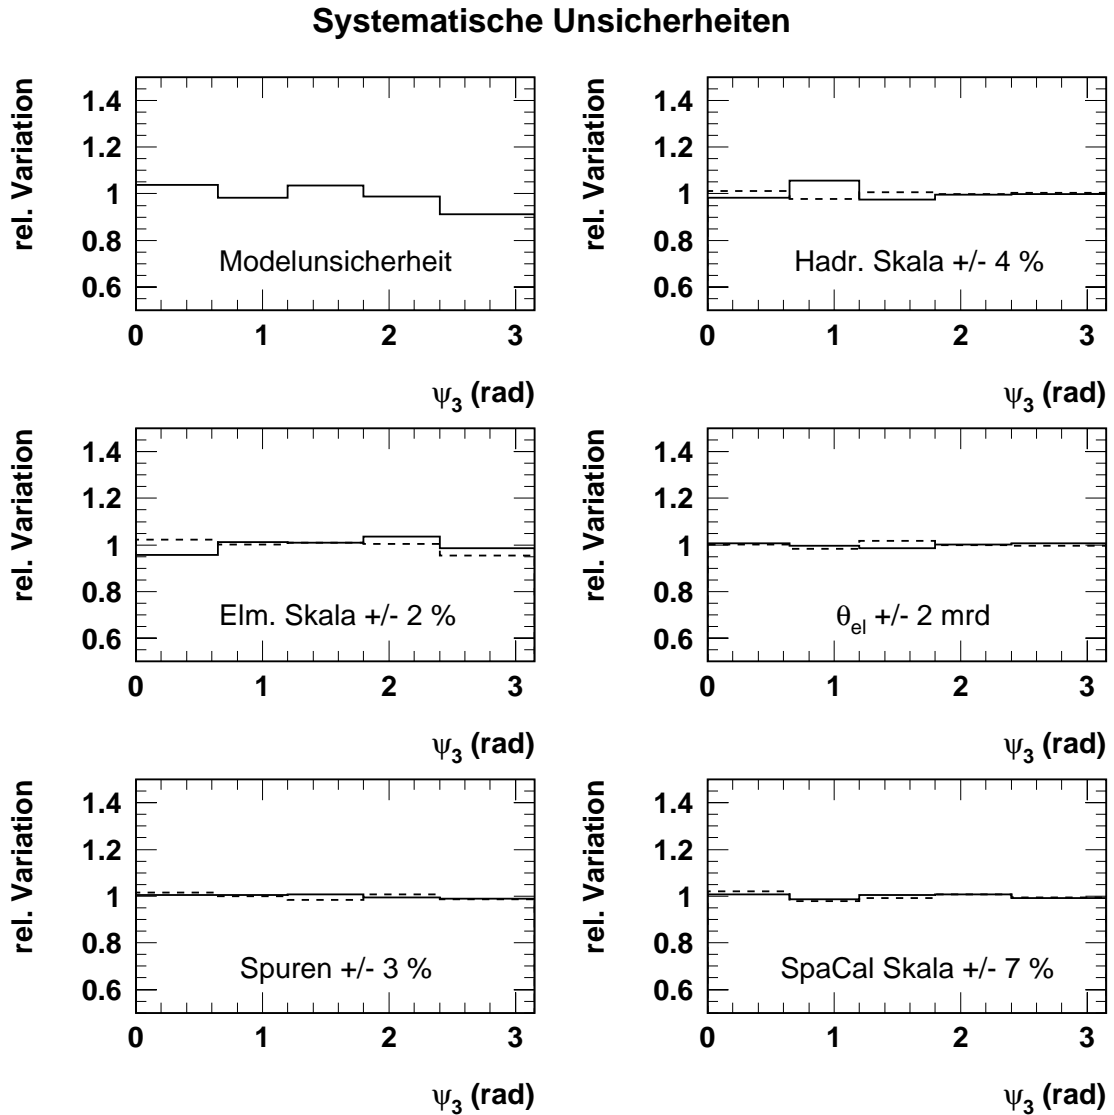 Systematische Unsicherheiten
rel. Variation
1.4
1.2
1
0.8
0.6
Modelunsicherheit
0 1 2 3
ψ3 (rad)
rel. Variation
1.4
1.2
1
0.8
0.6
Hadr. Skala +/- 4 %
0 1 2 3
ψ3 (rad)
rel. Variation
1.4
1.2
1
0.8
0.6
Elm. Skala +/- 2 %
0 1 2 3
ψ3 (rad)
rel. Variation
1.4
1.2
1
0.8
0.6
θel +/- 2 mrd
0 1 2 3
ψ3 (rad)
rel. Variation
1.4
1.2
1
0.8
0.6
Spuren +/- 3 %
0 1 2 3
ψ3 (rad)
rel. Variation
1.4
1.2
1
0.8
0.6
SpaCal Skala +/- 7 %
0 1 2 3
ψ3 (rad)